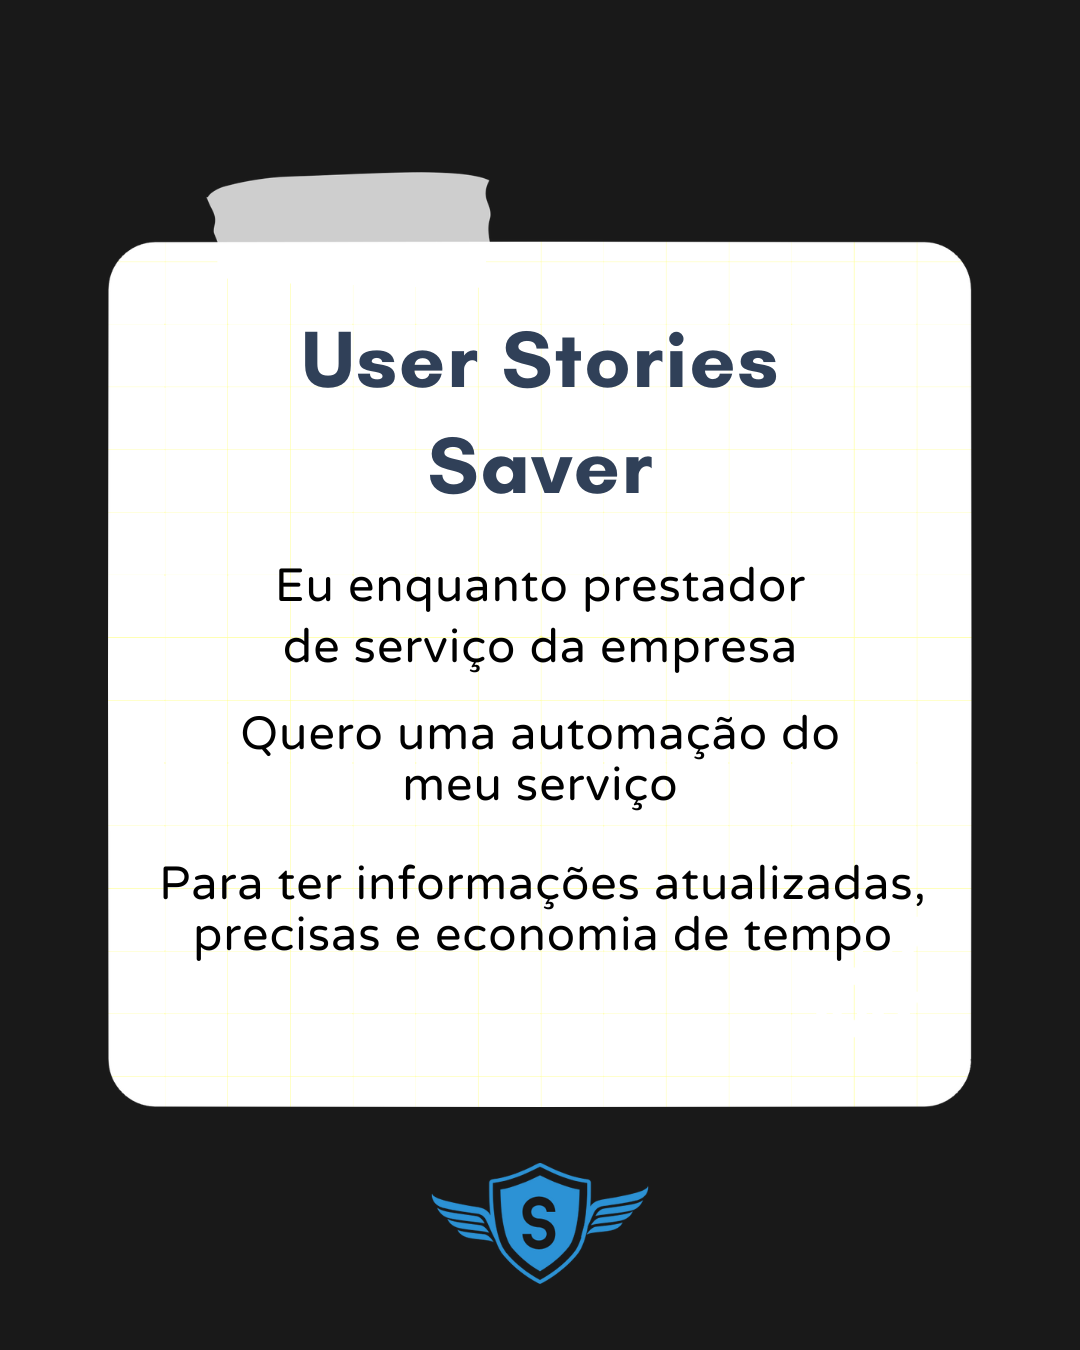 User Stories
Saver
Eu enquanto prestador
de serviço da empresa
Quero uma automação do
meu serviço
Para ter informações atualizadas,
precisas e economia de tempo
S